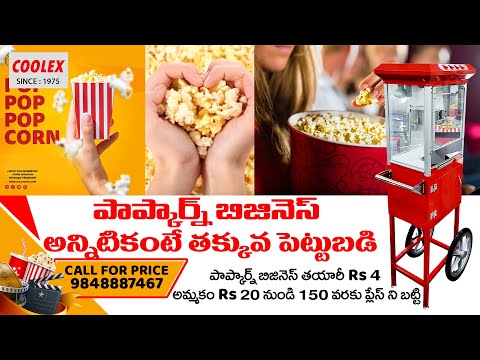 COOLEX
SINCE : 1975
POP
POP
POP
CORN
పాప్కార్న్ బిజినెస్
అన్నిటికంటే తక్కువ పెట్టుబడి
CALL FOR PRICE
9848887467
పాప్కార్న్ బిజినెస్ తయారీ Rs 4
అమ్మకం Rs 20 నుండి 150 వరకు ప్లేస్ ని బట్టి